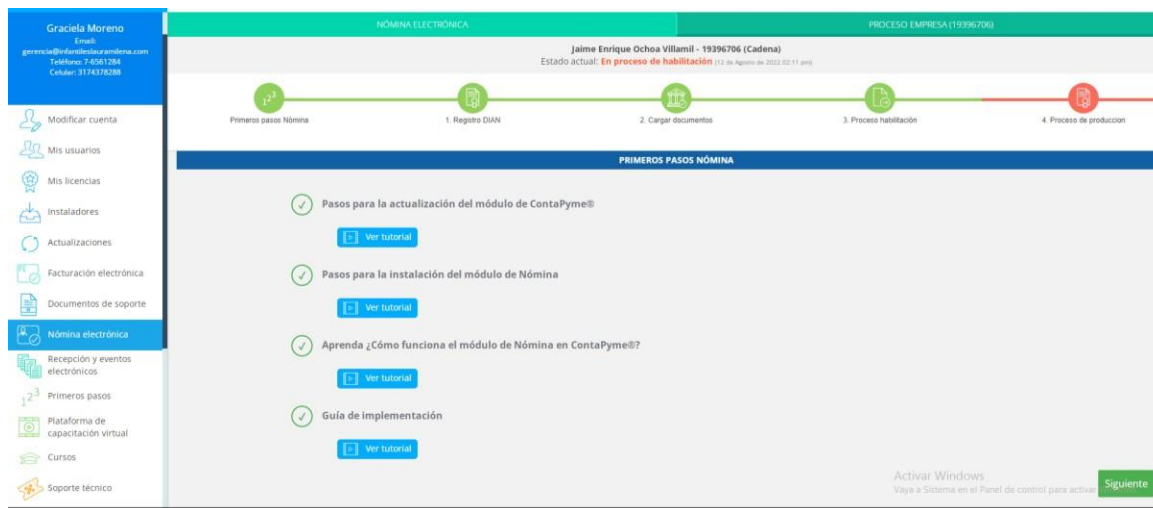 Graciela Moreno
Email:
gerencia@infantileslauramilena.com
Teléfono: 7-6561284
Celular: 3174378288
Modificar cuenta
Mis usuarios
Mis licencias
Instaladores
Actualizaciones
Facturación electrónica
Documentos de soporte
Nómina electrónica
Recepción y eventos
electrónicos
1 2 3
Primeros pasos
Plataforma de
capacitación virtual
Cursos
Soporte técnico
NÓMINA ELECTRÓNICA
PROCESO EMPRESA (19396706)
Jaime Enrique Ochoa Villamil - 19396706 (Cadena)
Estado actual: En proceso de habilitación (12 de Agosto de 2022 02:11 pm)
1 2 3
Primeros pasos Nómina
1. Registro DIAN
2. Cargar documentos
3. Proceso habilitación
4. Proceso de produccion
PRIMEROS PASOS NÓMINA
Pasos para la actualización del módulo de ContaPyme®
Ver tutorial
Pasos para la instalación del módulo de Nómina
Ver tutorial
Aprenda ¿Cómo funciona el módulo de Nómina en ContaPyme®?
Ver tutorial
Guía de implementación
Ver tutorial
Activar Windows
Vaya a Sistema en el Panel de control para activar
Siguiente